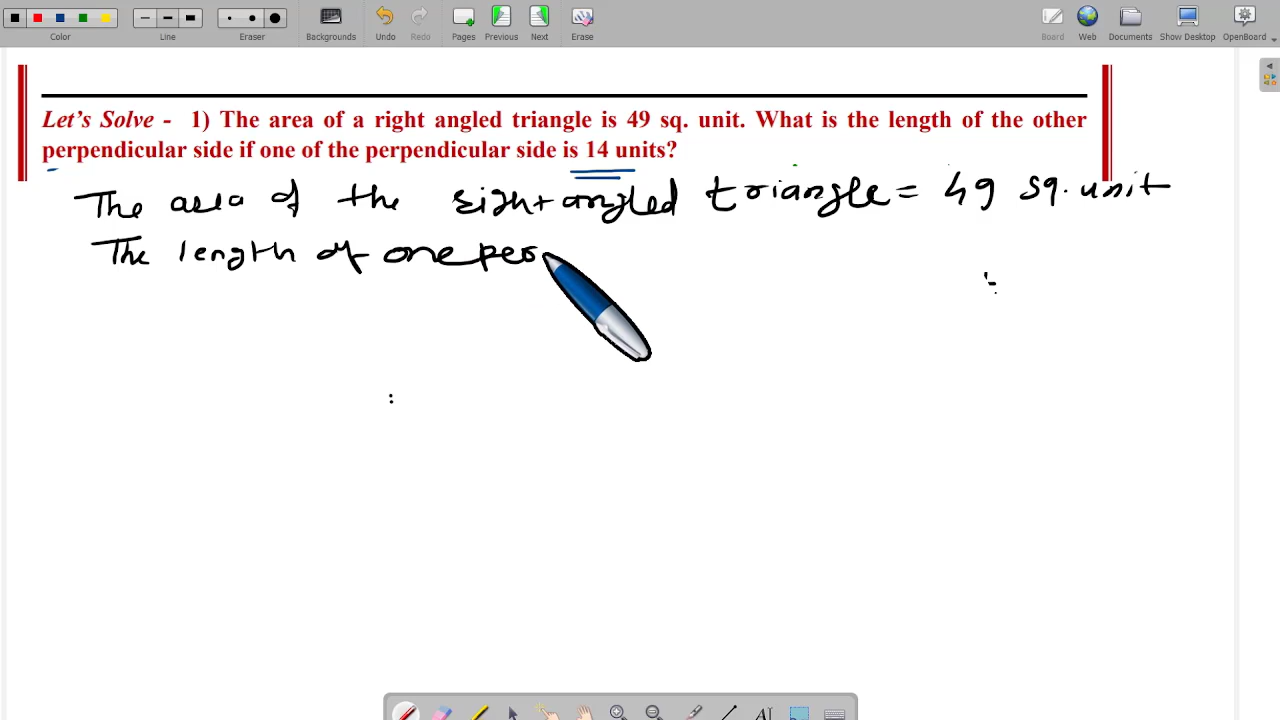 Color Line Eraser Backgrounds Undo Redo Pages Previous Next Erase Board Web Documents Show Desktop OpenBoard
Let's Solve - 1) The area of a right angled triangle is 49 sq. unit. What is the length of the other
perpendicular side if one of the perpendicular side is 14 units?
The area of the right angled triangle = 49 sq. unit
The length of one per